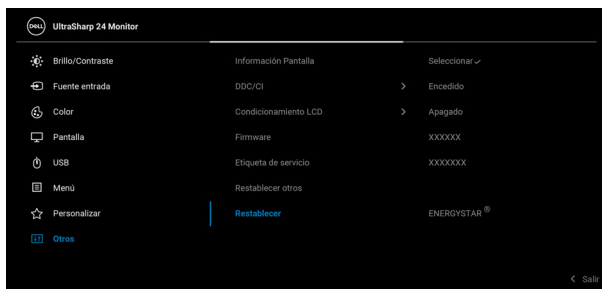 DELL UltraSharp 24 Monitor
Brillo/Contraste Información Pantalla Seleccionar
Fuente entrada DDC/CI Encedido
Color Condicionamiento LCD Apagado
Pantalla Firmware XXXXXX
USB Etiqueta de servicio XXXXXXX
Menú Restablecer otros
Personalizar Restablecer ENERGYSTAR ®
Otros
Salir